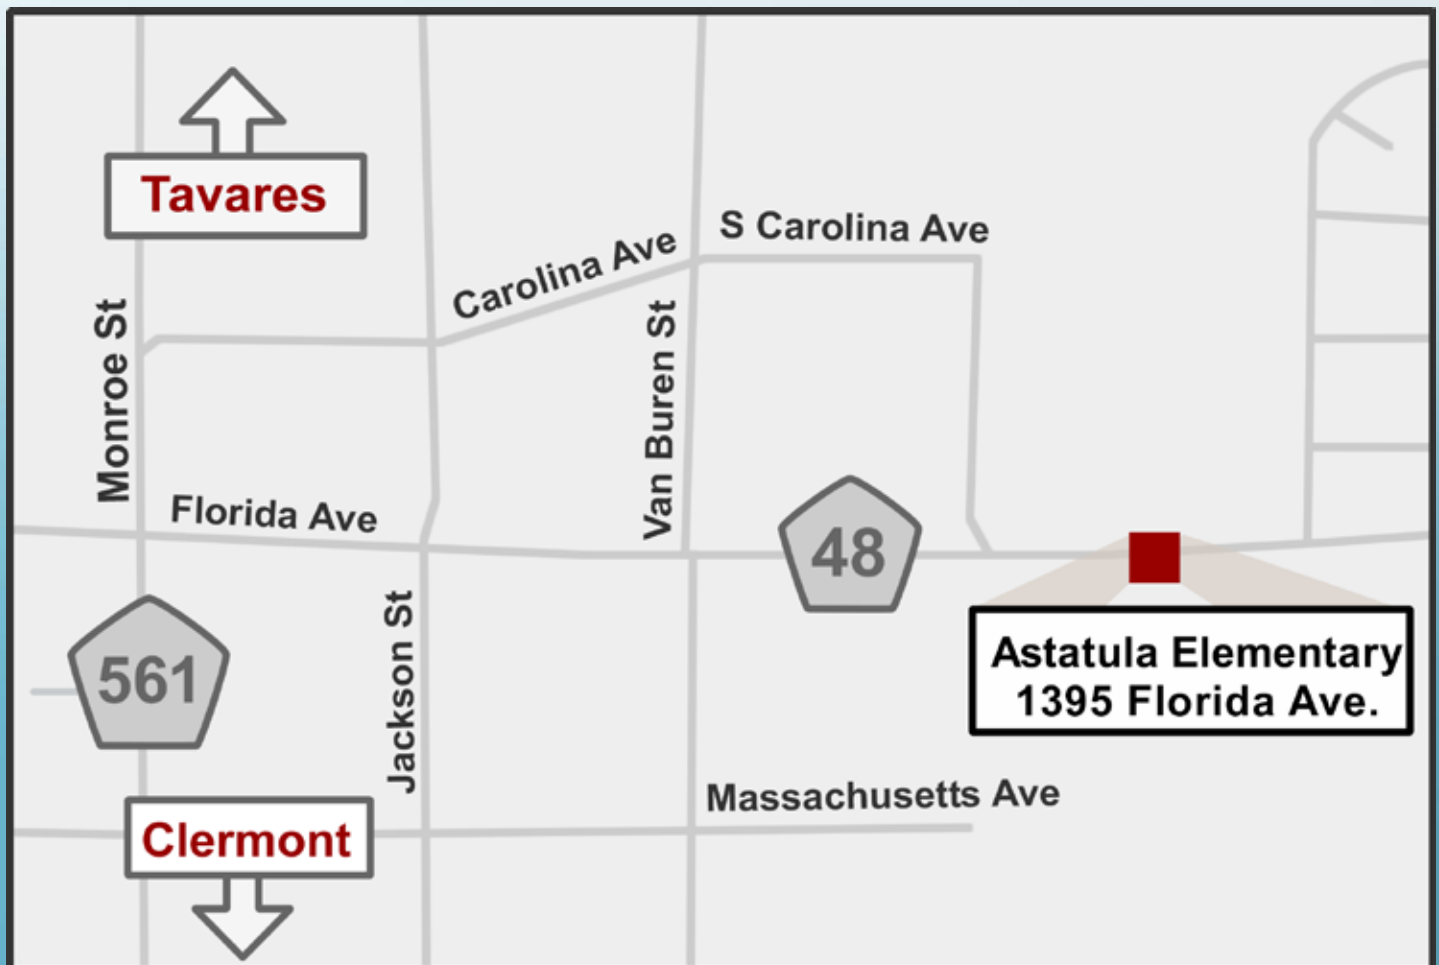 Tavares
S Carolina Ave
Carolina Ave
Monroe St
Van Buren St
Florida Ave
48
561
Jackson St
Astatula Elementary
1395 Florida Ave.
Massachusetts Ave
Clermont